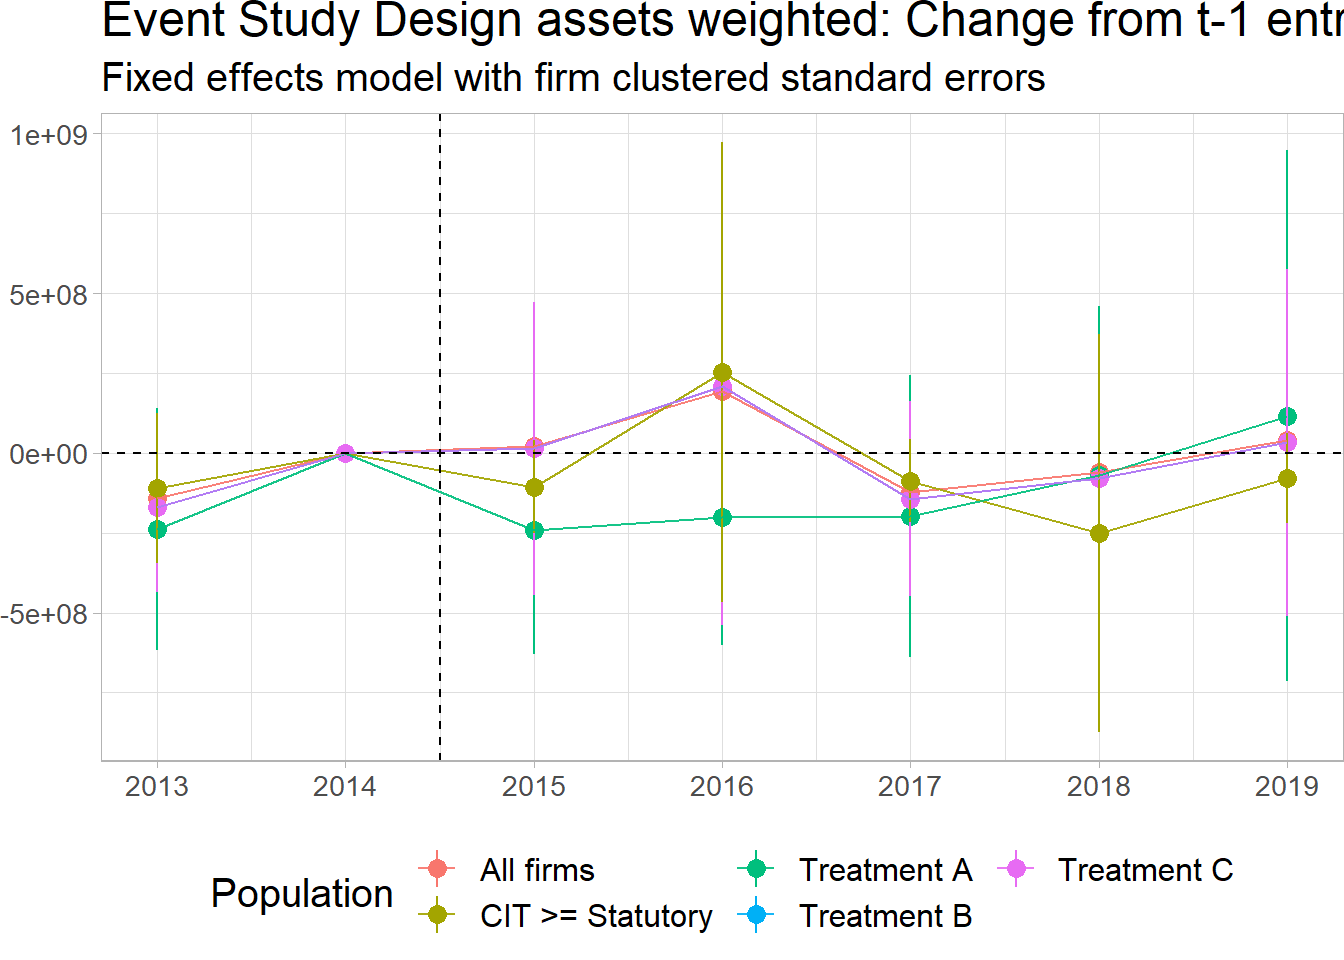 Event Study Design assets weighted: Change from t-1 entr
Fixed effects model with firm clustered standard errors
1e+09
5e+08
0e+00
-5e+08
2013 2014 2015 2016 2017 2018 2019
Population
All firms Treatment A Treatment C
CIT >= Statutory Treatment B